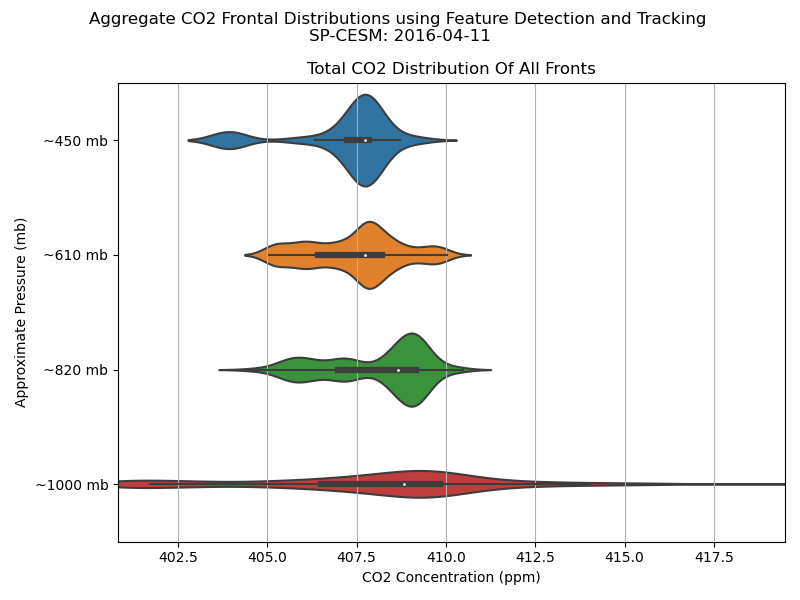 Aggregate CO2 Frontal Distributions using Feature Detection and Tracking
SP-CESM: 2016-04-11
Total CO2 Distribution Of All Fronts
~450 mb
~610 mb
~820 mb
~1000 mb
Approximate Pressure (mb)
402.5 405.0 407.5 410.0 412.5 415.0 417.5
CO2 Concentration (ppm)